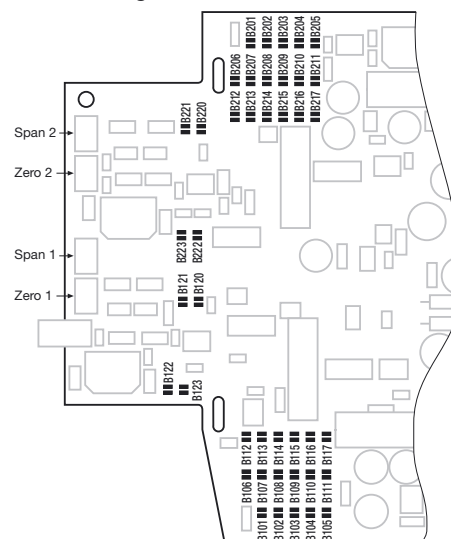 B201 B202 B203 B204 B205
B206 B207 B208 B209 B210 B211
B212 B213 B214 B215 B216 B217
B221 B220
Span 2
Zero 2
B223 B222
Span 1
B121 B120
Zero 1
B122 B123
B112 B113 B114 B115 B116 B117
B106 B107 B108 B109 B110 B111
B101 B102 B103 B104 B105